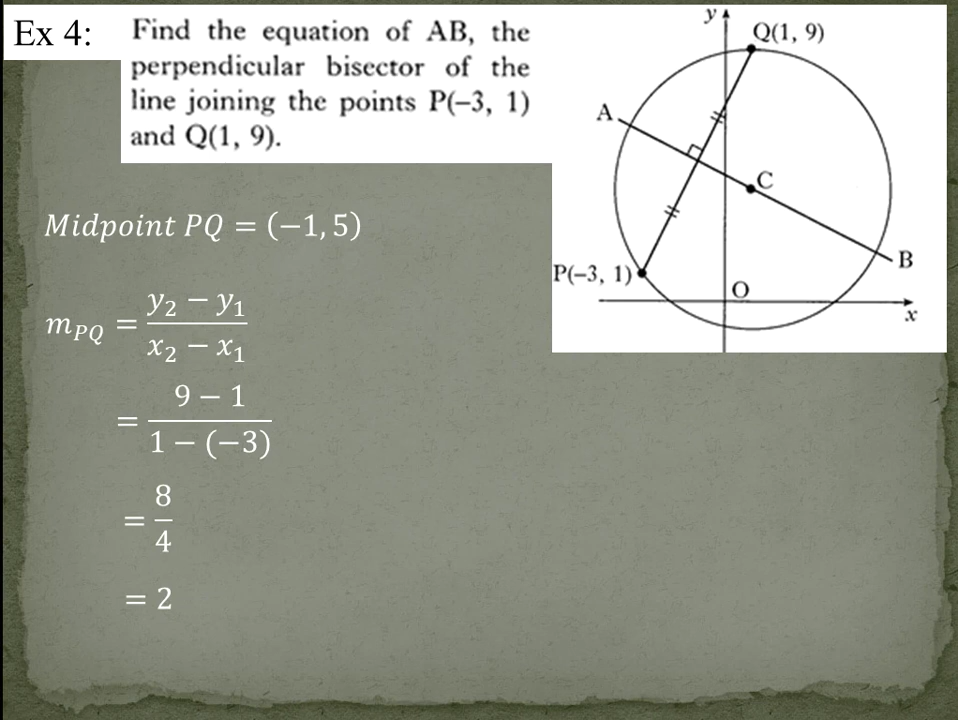 Ex 4:
Find the equation of AB, the
perpendicular bisector of the
line joining the points P(–3, 1)
and Q(1, 9).
y
Q(1, 9)
A
C
B
P(–3, 1)
O
x
Midpoint PQ = (−1, 5)
m_PQ = (y₂ − y₁)/(x₂ − x₁)
= (9 − 1)/(1 − (−3))
= 8/4
= 2